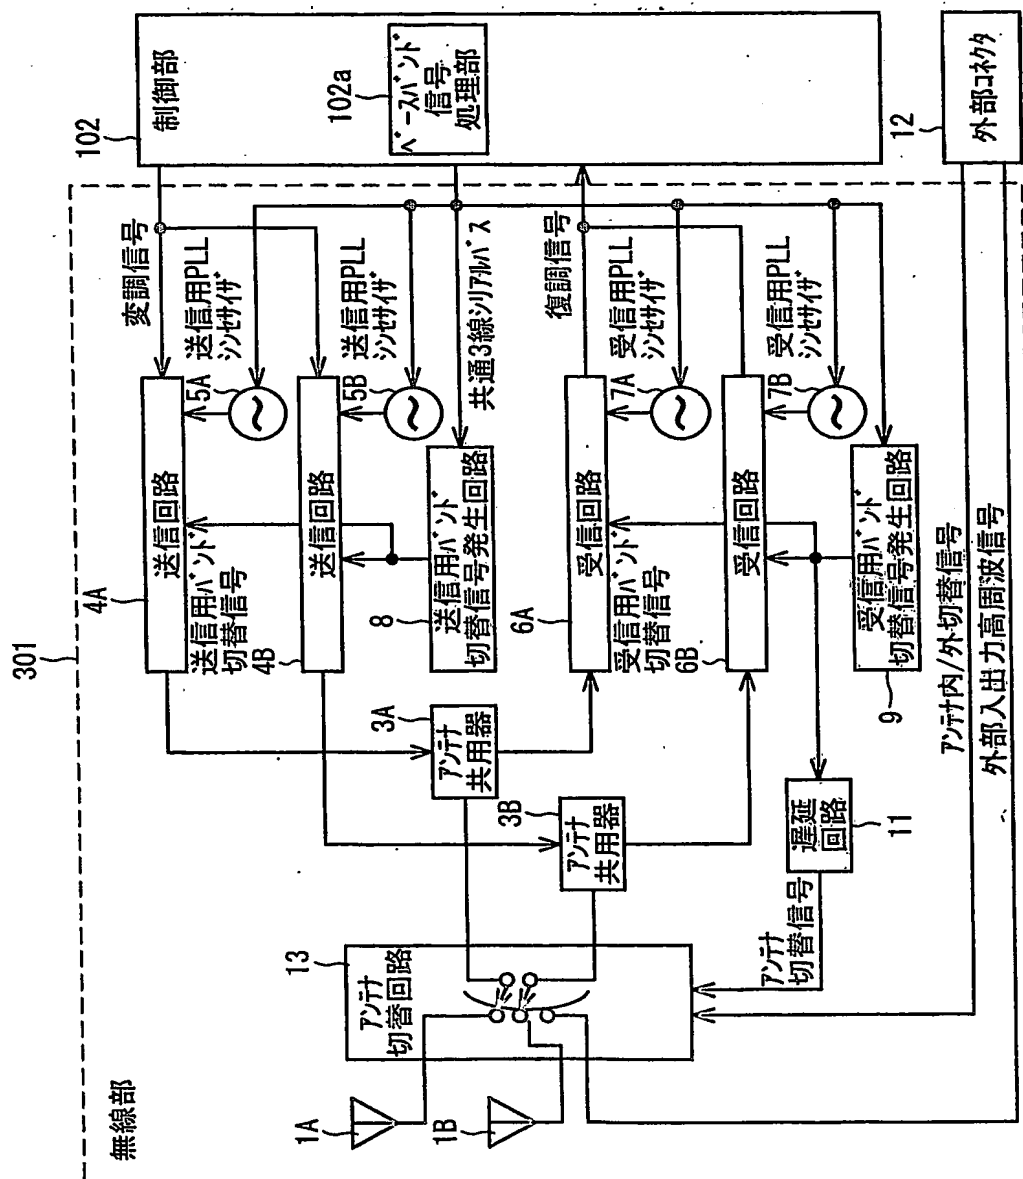 301
無線部
1A
1B
13
アンテナ
切替回路
アンテナ
切替信号
3A
アンテナ
共用器
3B
アンテナ
共用器
遅延
回路
11
4A
送信回路
送信用バンド
切替信号
4B
送信回路
8
送信用バンド
切替信号発生回路
6A
受信回路
受信用バンド
切替信号
6B
受信回路
受信用バンド
切替信号発生回路
9
変調信号
送信用PLL
シンセサイザ
5A
送信用PLL
シンセサイザ
5B
共通3線シリアルバス
復調信号
受信用PLL
シンセサイザ
7A
受信用PLL
シンセサイザ
7B
アンテナ内/外切替信号
外部入出力高周波信号
102
制御部
102a
ベースバンド
信号
処理部
12
外部コネクタ